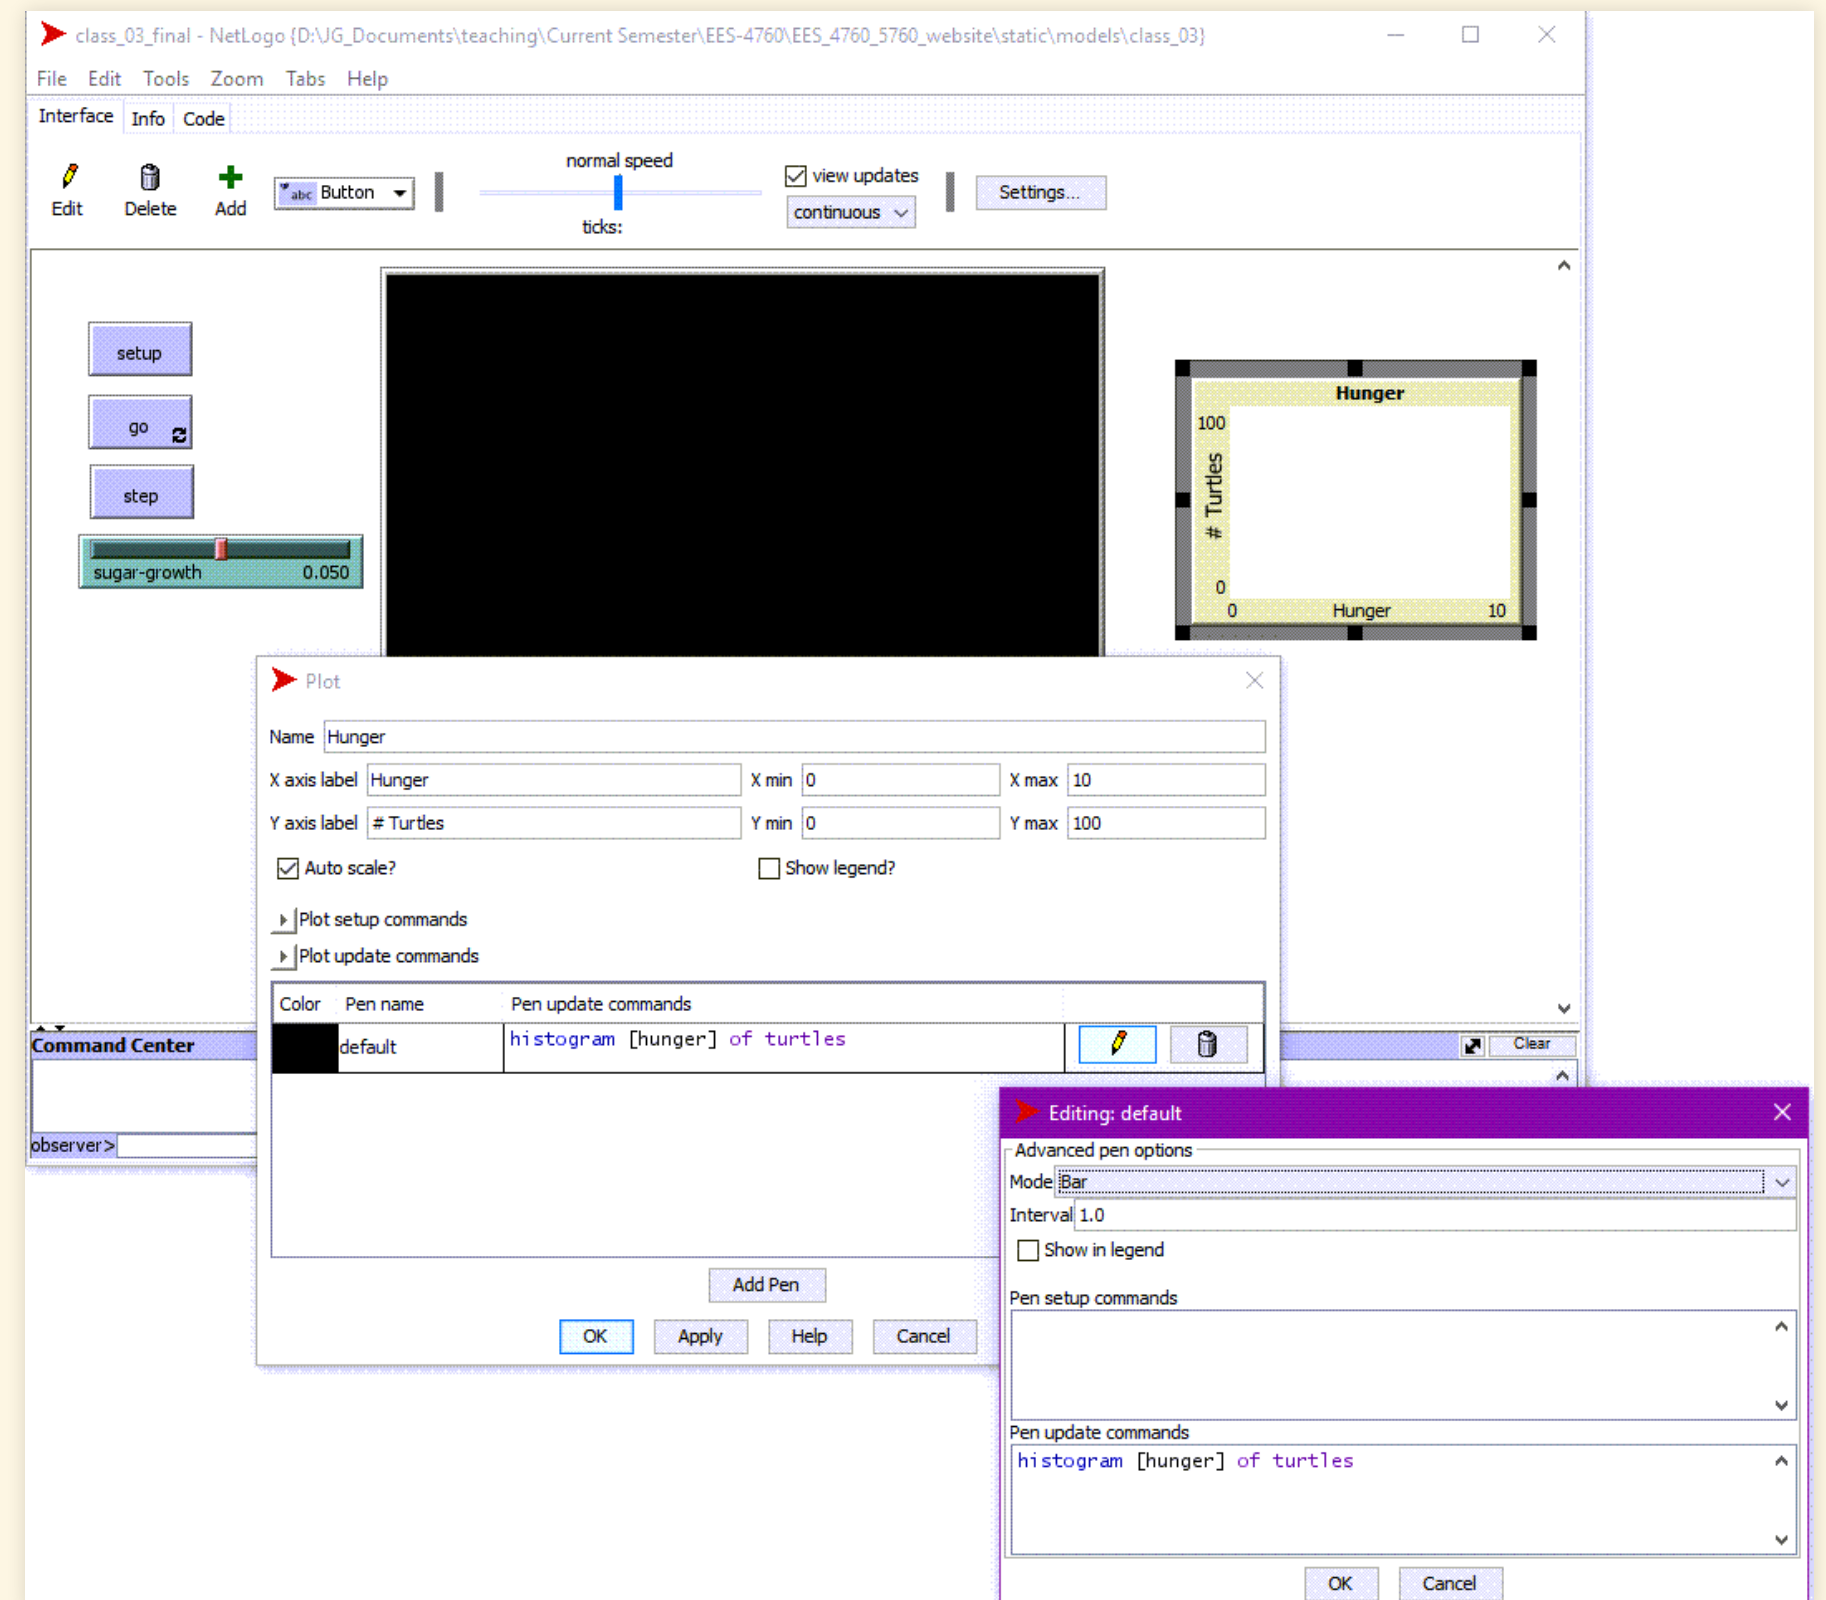 class_03_final - NetLogo {D:\JG_Documents\teaching\Current Semester\EES-4760\EES_4760_5760_website\static\models\class_03}
File Edit Tools Zoom Tabs Help
Interface Info Code
Edit Delete Add abc Button normal speed ticks: view updates continuous Settings...
setup
go
step
sugar-growth 0.050
Hunger
100
# Turtles
0
0 Hunger 10
Plot
Name Hunger
X axis label Hunger X min 0 X max 10
Y axis label # Turtles Y min 0 Y max 100
Auto scale? Show legend?
Plot setup commands
Plot update commands
Color Pen name Pen update commands
default histogram [hunger] of turtles
Add Pen
OK Apply Help Cancel
Command Center Clear
observer>
Editing: default
Advanced pen options
Mode Bar
Interval 1.0
Show in legend
Pen setup commands
Pen update commands
histogram [hunger] of turtles
OK Cancel